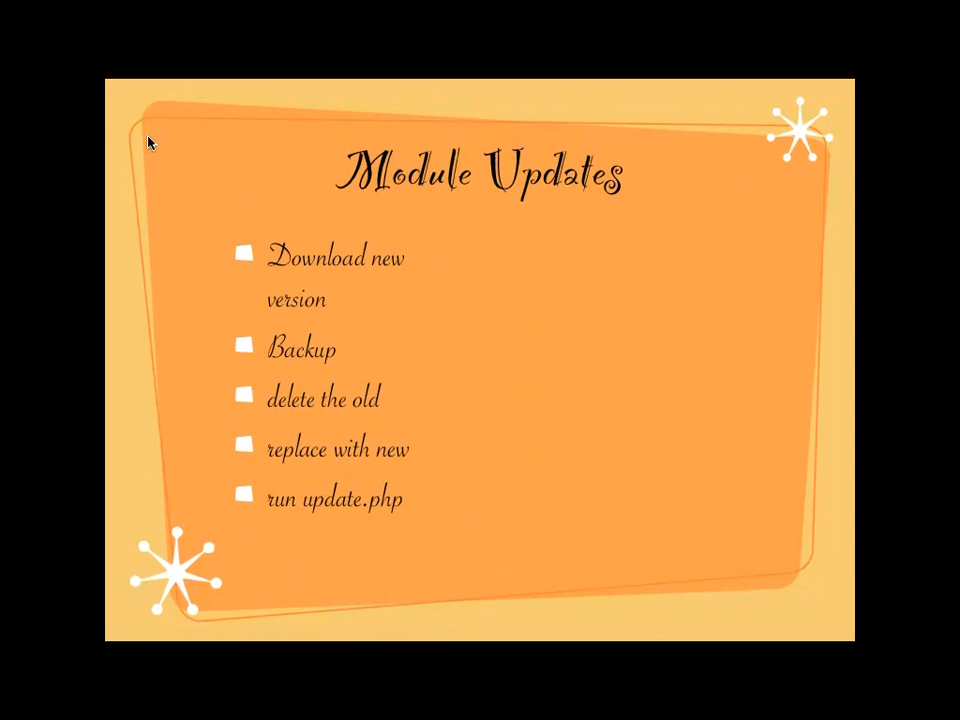 Module Updates
Download new
version
Backup
delete the old
replace with new
run update.php